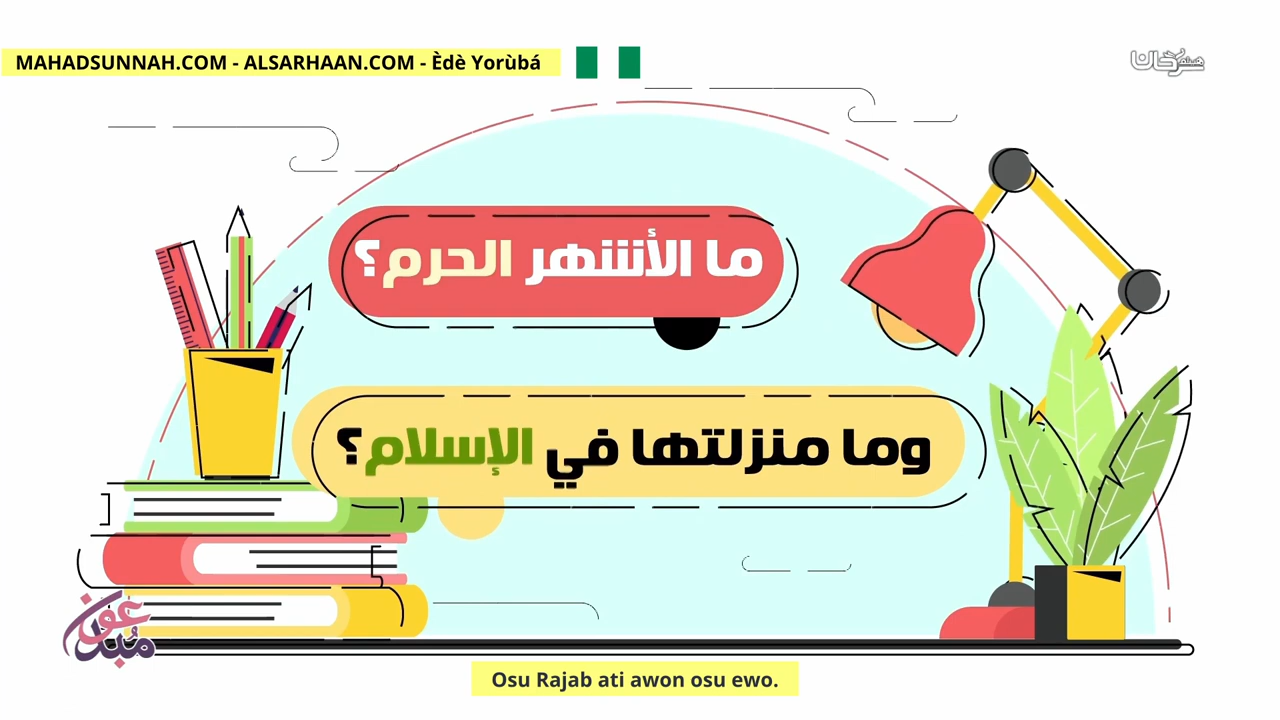 MAHADSUNNAH.COM - ALSARHAAN.COM - Èdè Yorùbá
ما الأشهر الحرم؟
وما منزلتها في الإسلام؟
Osu Rajab ati awon osu ewo.